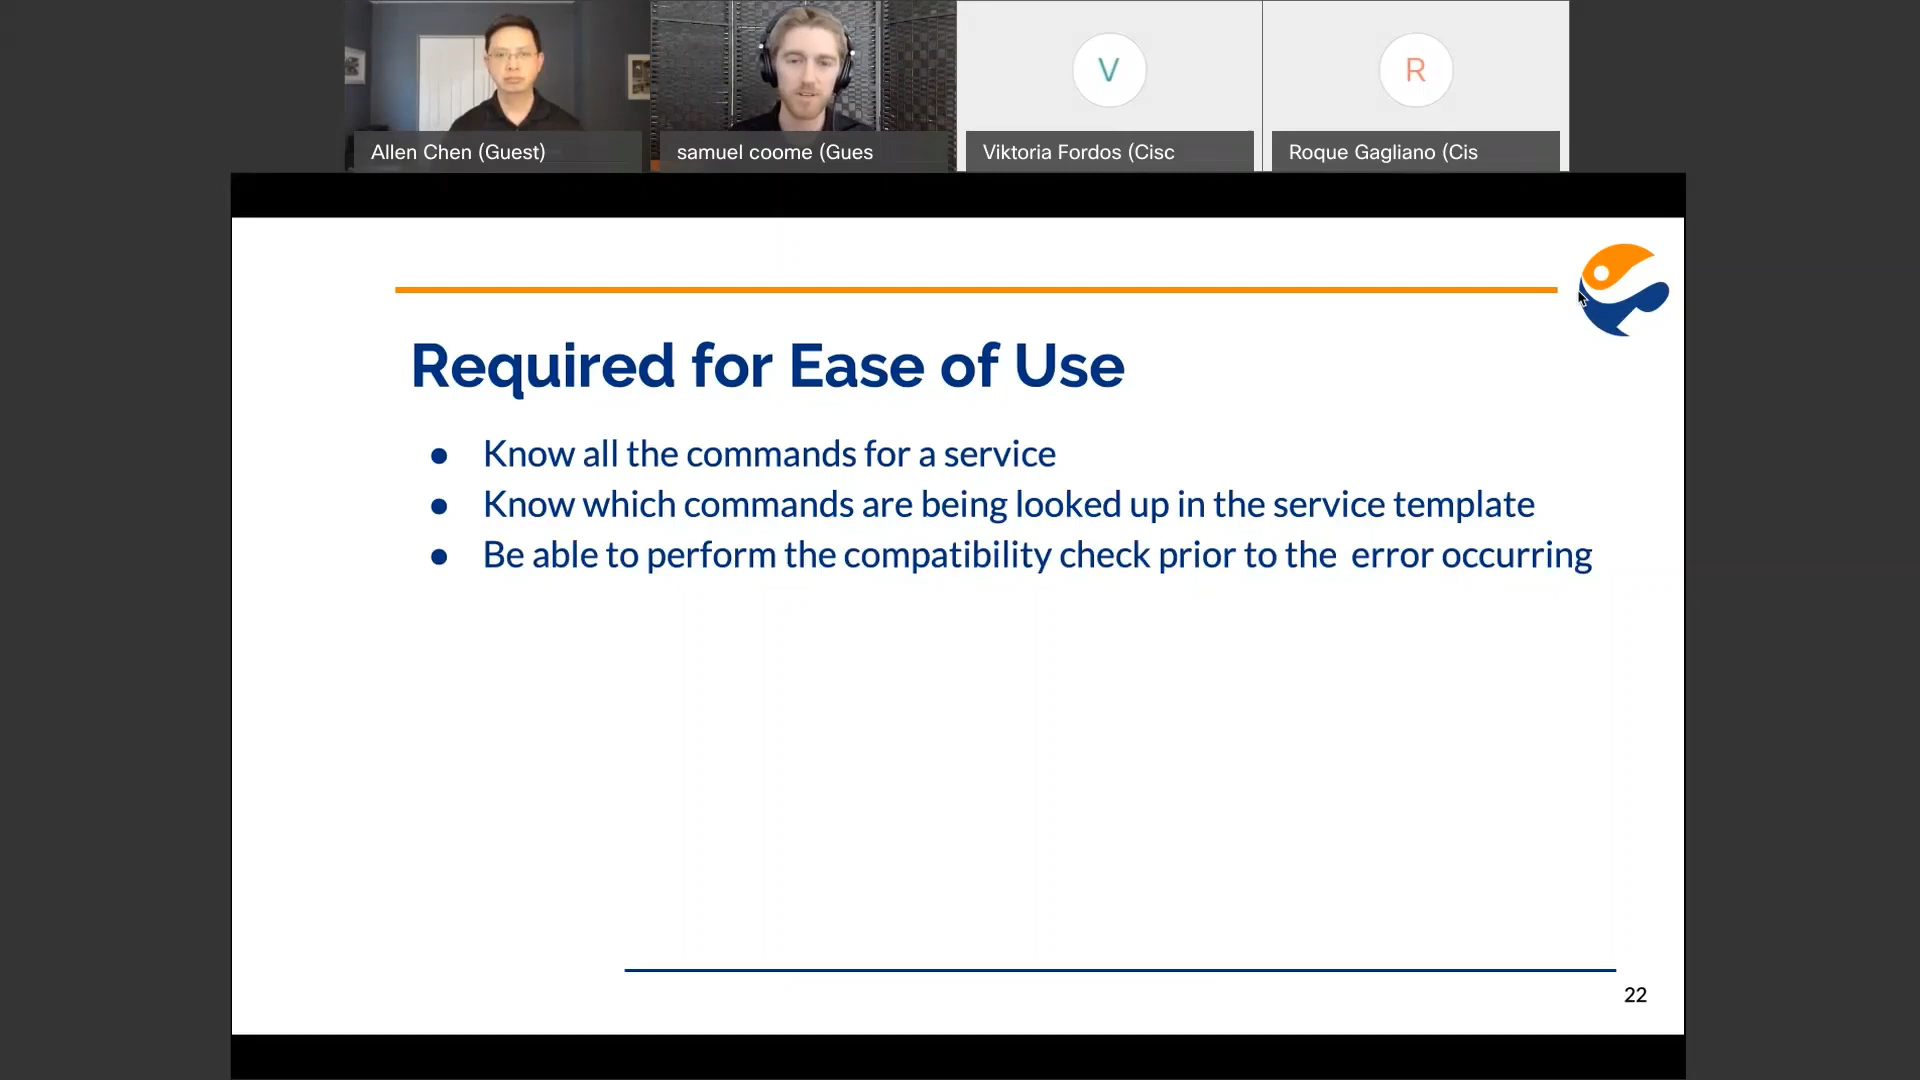 Allen Chen (Guest)
samuel coome (Gues
V
Viktoria Fordos (Cisc
R
Roque Gagliano (Cis
Required for Ease of Use
● Know all the commands for a service
● Know which commands are being looked up in the service template
● Be able to perform the compatibility check prior to the error occurring
22